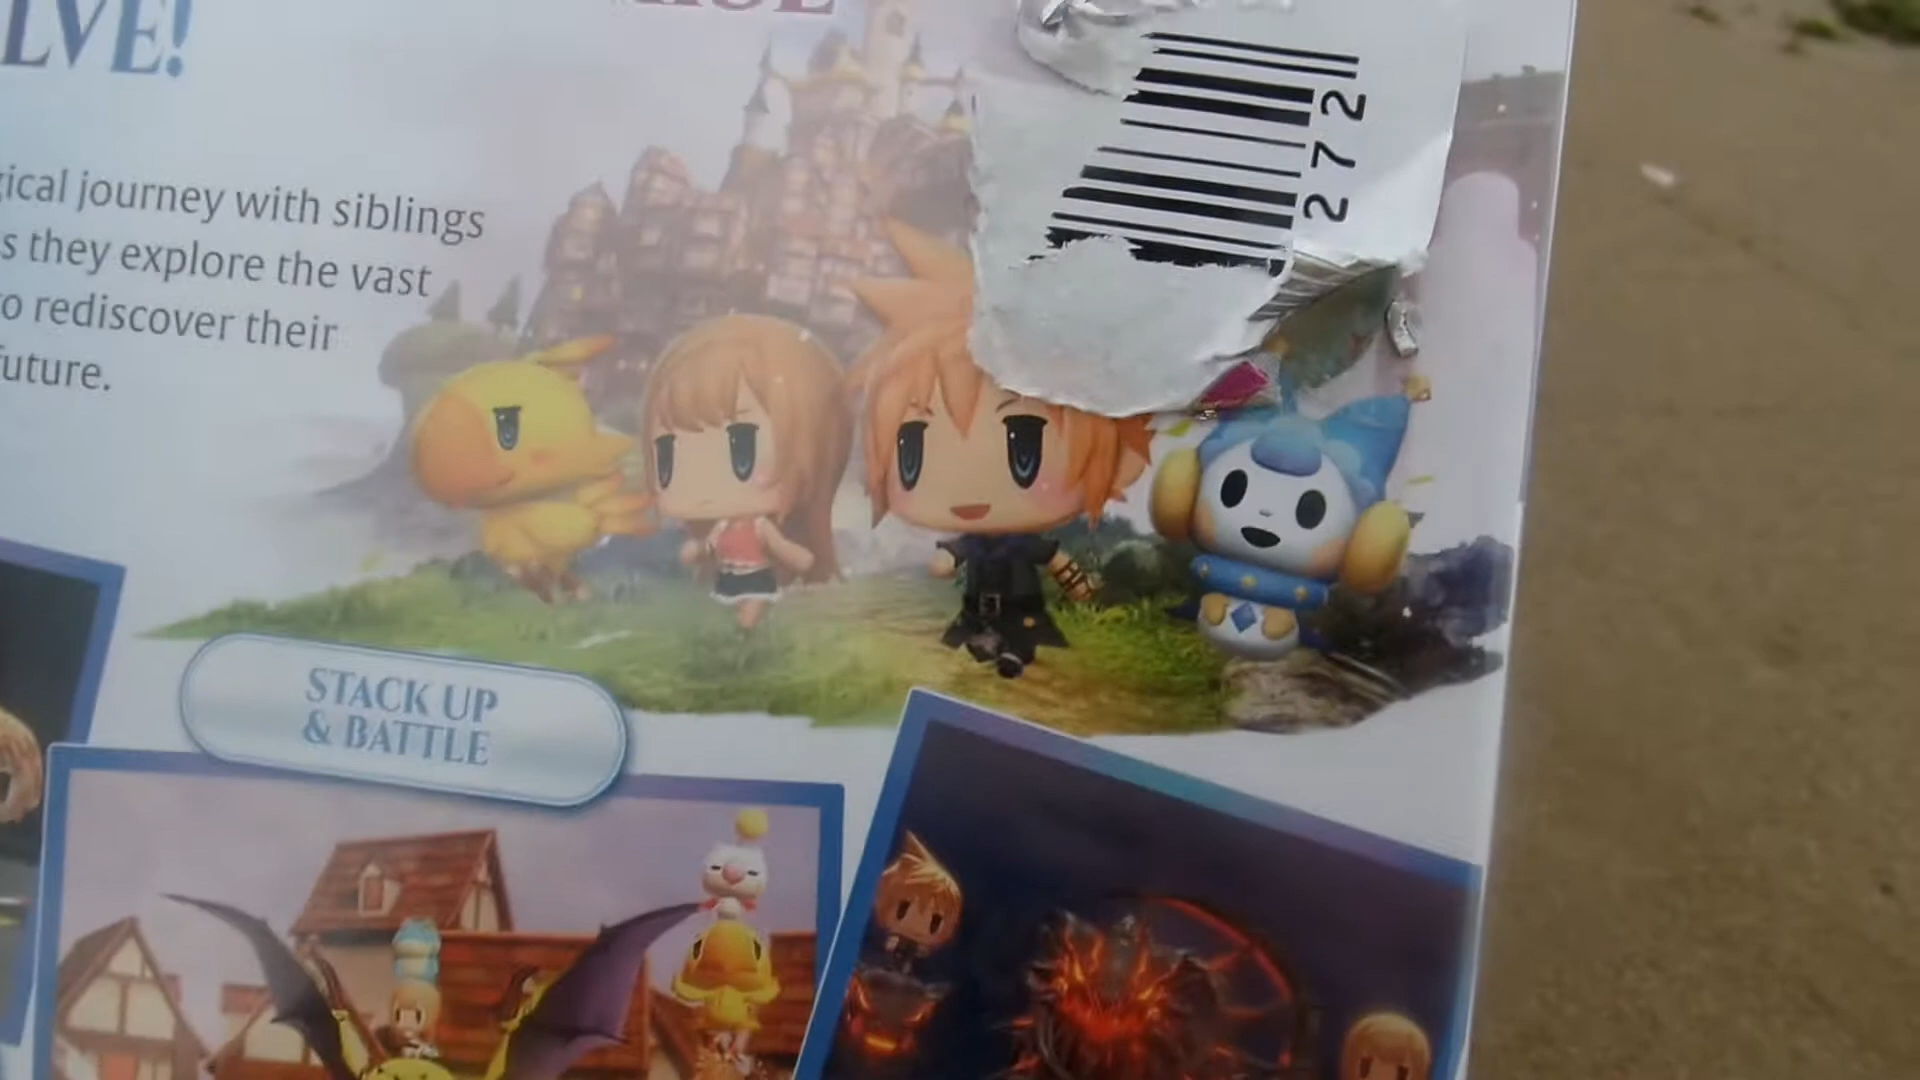 LVE!
gical journey with siblings
s they explore the vast
o rediscover their
future.
272
STACK UP
& BATTLE